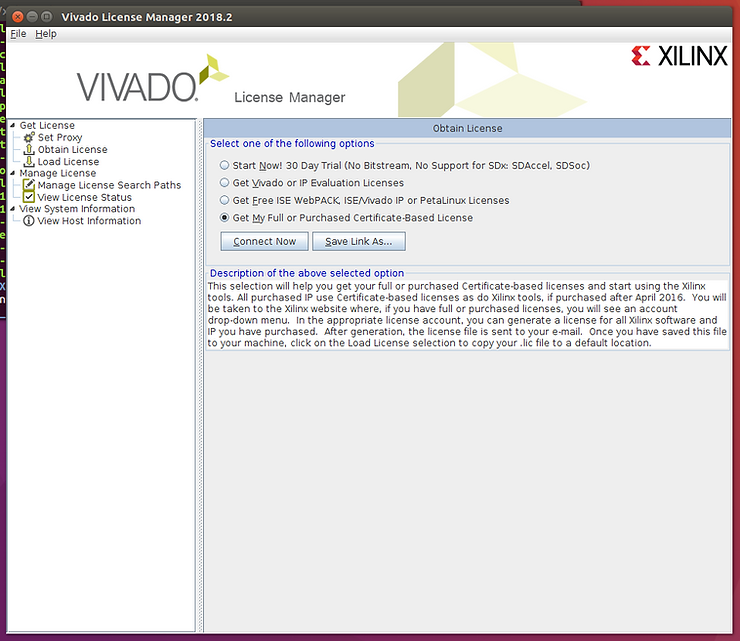 Vivado License Manager 2018.2
File Help
VIVADO.
License Manager
XILINX
Get License
Set Proxy
Obtain License
Load License
Manage License
Manage License Search Paths
View License Status
View System Information
View Host Information
Obtain License
Select one of the following options
Start Now! 30 Day Trial (No Bitstream, No Support for SDx: SDAccel, SDSoc)
Get Vivado or IP Evaluation Licenses
Get Free ISE WebPACK, ISE/Vivado IP or PetaLinux Licenses
Get My Full or Purchased Certificate-Based License
Connect Now Save Link As...
Description of the above selected option
This selection will help you get your full or purchased Certificate-based licenses and start using the Xilinx
tools. All purchased IP use Certificate-based licenses as do Xilinx tools, if purchased after April 2016. You will
be taken to the Xilinx website where, if you have full or purchased licenses, you will see an account
drop-down menu. In the appropriate license account, you can generate a license for all Xilinx software and
IP you have purchased. After generation, the license file is sent to your e-mail. Once you have saved this file
to your machine, click on the Load License selection to copy your .lic file to a default location.